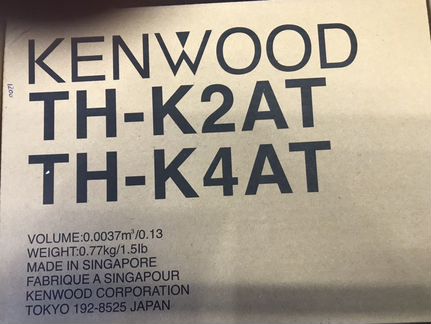 KENWOOD
TH-K2AT
TH-K4AT
VOLUME:0.0037m³/0.13
WEIGHT:0.77kg/1.5lb
MADE IN SINGAPORE
FABRIQUE A SINGAPOUR
KENWOOD CORPORATION
TOKYO 192-8525 JAPAN